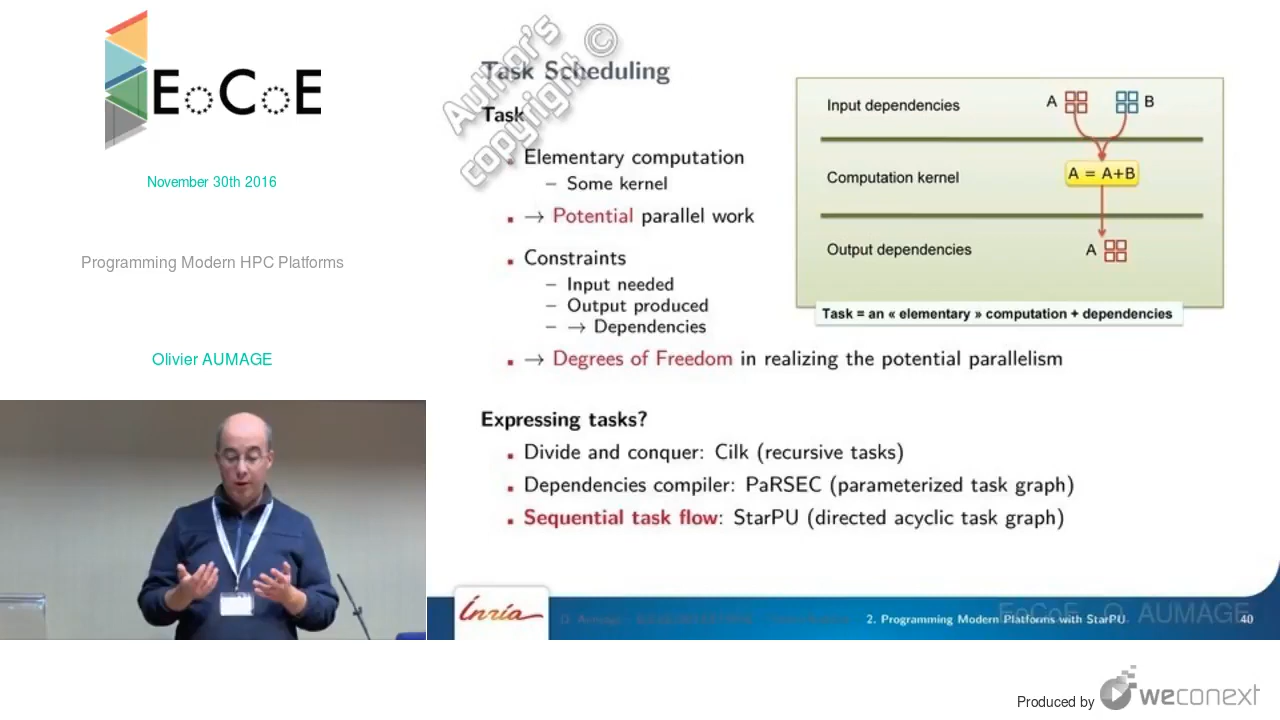 EoCoE
November 30th 2016
Programming Modern HPC Platforms
Olivier AUMAGE
Author's
copyright ©
Task Scheduling
Task
Elementary computation
– Some kernel
→ Potential parallel work
Constraints
– Input needed
– Output produced
– → Dependencies
→ Degrees of Freedom in realizing the potential parallelism
Input dependencies
A
B
Computation kernel
A = A+B
Output dependencies
A
Task = an « elementary » computation + dependencies
Expressing tasks?
Divide and conquer: Cilk (recursive tasks)
Dependencies compiler: PaRSEC (parameterized task graph)
Sequential task flow: StarPU (directed acyclic task graph)
Inria
O. Aumage
2. Programming Modern Platforms with StarPU
EoCoE O. AUMAGE
40
Produced by weconext